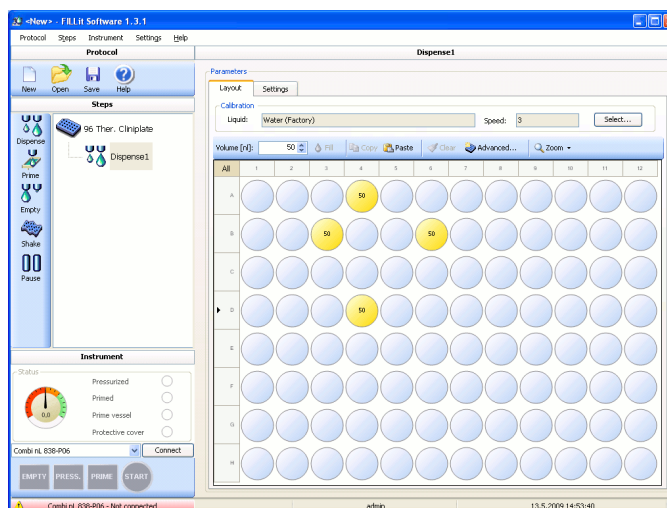 <New> - FILLit Software 1.3.1
Protocol Steps Instrument Settings Help
Protocol
New Open Save Help
Steps
Dispense
Prime
Empty
Shake
Pause
96 Ther. Cliniplate
Dispense1
Instrument
Status
0,0
Pressurized
Primed
Prime vessel
Protective cover
Combi nL 838-P06 Connect
EMPTY PRESS. PRIME START
Dispense1
Parameters
Layout Settings
Calibration
Liquid: Water (Factory) Speed: 3 Select...
Volume [nl]: 50 Fill Copy Paste Clear Advanced... Zoom
All 1 2 3 4 5 6 7 8 9 10 11 12
A 50
B 50 50
C
D 50
E
F
G
H
Combi nL 838-P06 - Not connected admin 13.5.2009 14:53:40